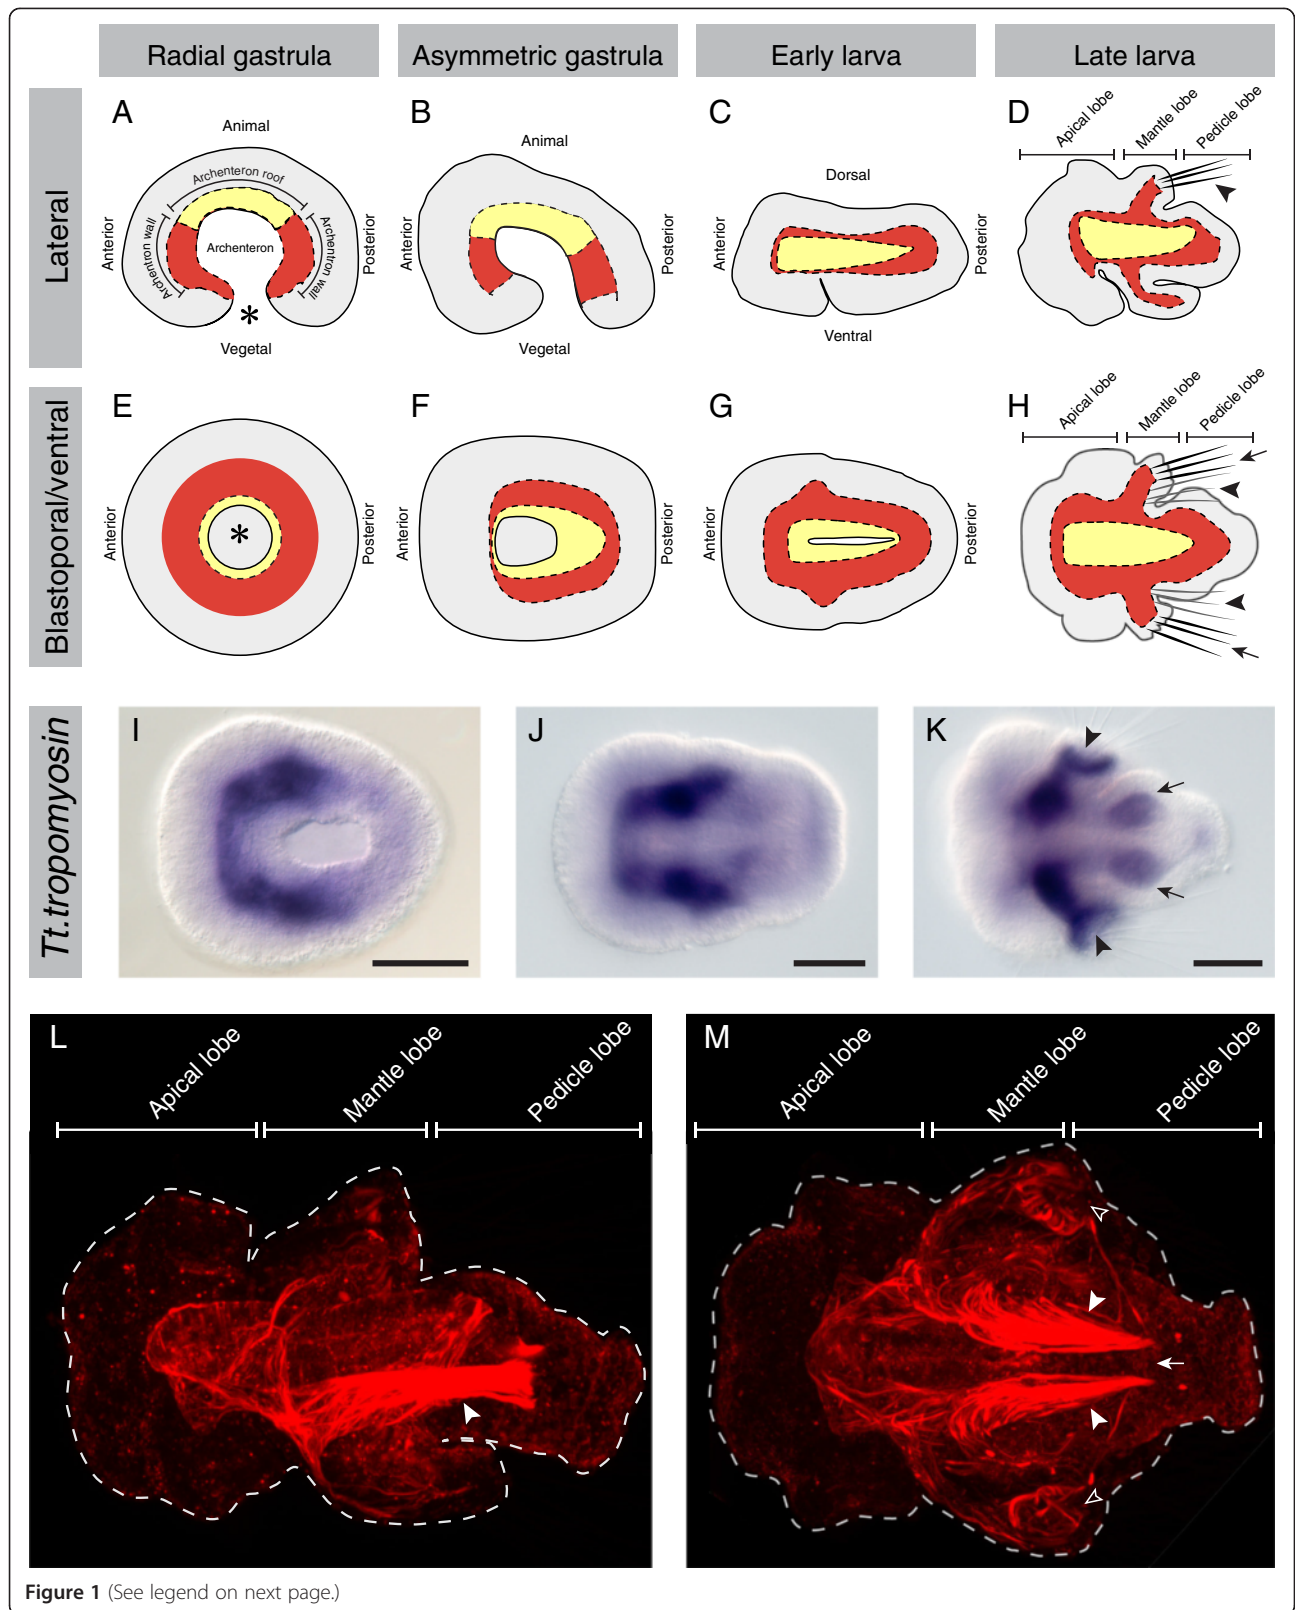 Radial gastrula
Asymmetric gastrula
Early larva
Late larva
Lateral
A
Animal
Archenteron roof
Archenteron wall
Archenteron
Archentron wall
Anterior
Posterior
*
Vegetal
B
Animal
Anterior
Posterior
Vegetal
C
Dorsal
Anterior
Posterior
Ventral
D
Apical lobe
Mantle lobe
Pedicle lobe
Blastoporal/ventral
E
Anterior
*
Posterior
F
Anterior
Posterior
G
Anterior
Posterior
H
Apical lobe
Mantle lobe
Pedicle lobe
Tt.tropomyosin
I
J
K
L
Apical lobe
Mantle lobe
Pedicle lobe
M
Apical lobe
Mantle lobe
Pedicle lobe
Figure 1 (See legend on next page.)